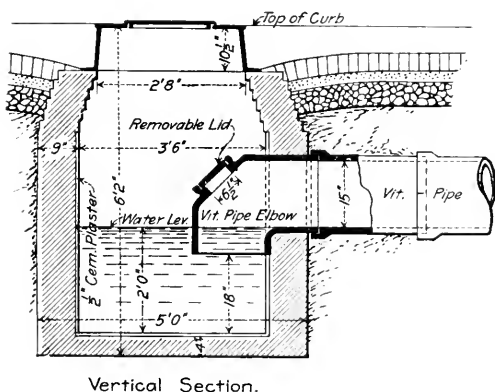 Top of Curb
10½"
2'8"
Removable Lid
9"
3'6"
6½"
6'2"
15"
Vit. Pipe
Water Lev.
Vit. Pipe Elbow
½" Cem. Plaster
2'0"
18"
5'0"
4"
Vertical Section.